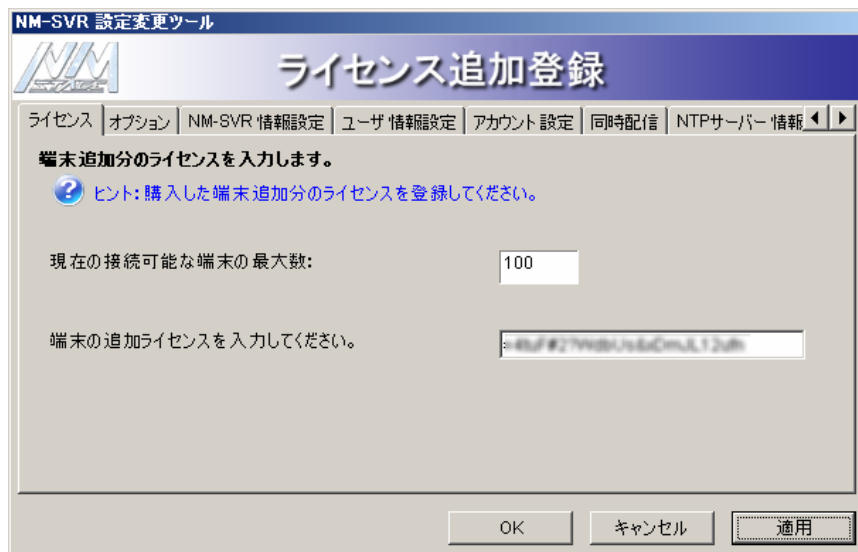 NM-SVR 設定変更ツール
NM
STAGE
ライセンス追加登録
ライセンス オプション NM-SVR 情報設定 ユーザ情報設定 アカウント設定 同時配信 NTPサーバー情報
端末追加分のライセンスを入力します。
ヒント:購入した端末追加分のライセンスを登録してください。
現在の接続可能な端末の最大数: 100
端末の追加ライセンスを入力してください。
OK キャンセル 適用